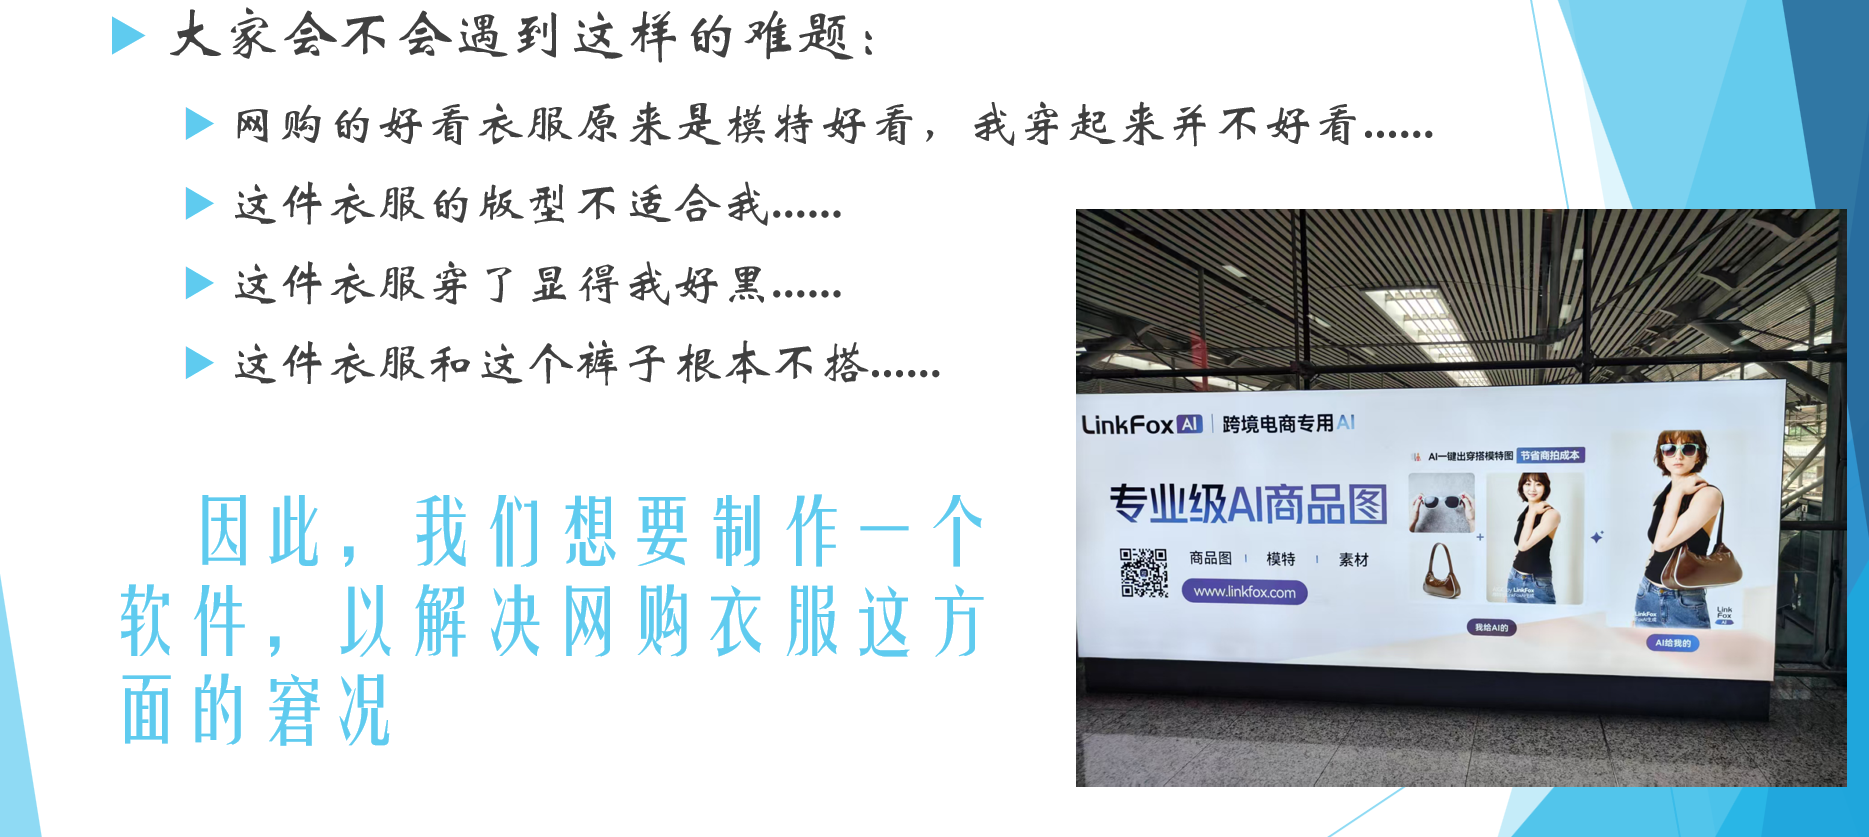 大家会不会遇到这样的难题：
网购的好看衣服原来是模特好看，我穿起来并不好看......
这件衣服的版型不适合我......
这件衣服穿了显得我好黑......
这件衣服和这个裤子根本不搭......
因此，我们想要制作一个
软件，以解决网购衣服这方
面的窘况
LinkFox AI | 跨境电商专用AI
专业级AI商品图
商品图 | 模特 | 素材
www.linkfox.com
AI一键出穿搭模特图 节省商拍成本
我给AI的
AI给我的
LinkFox
Link
Fox
AI